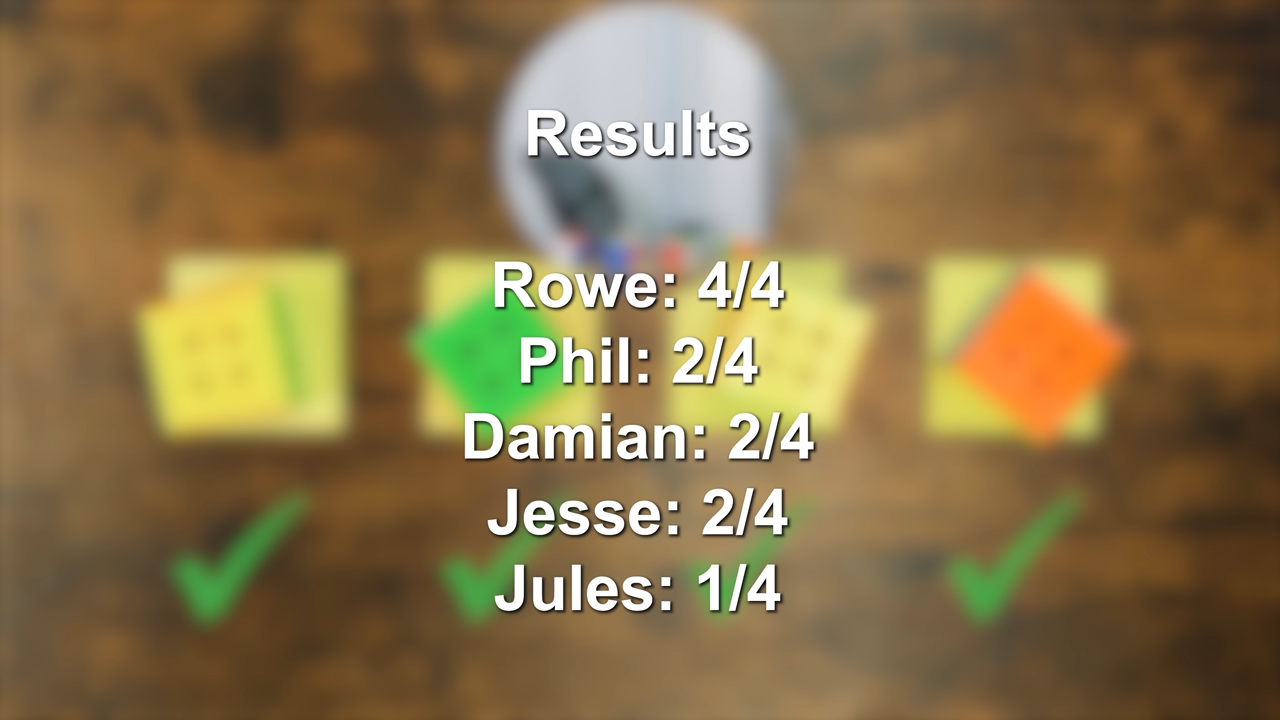 Results
Rowe: 4/4
Phil: 2/4
Damian: 2/4
Jesse: 2/4
Jules: 1/4